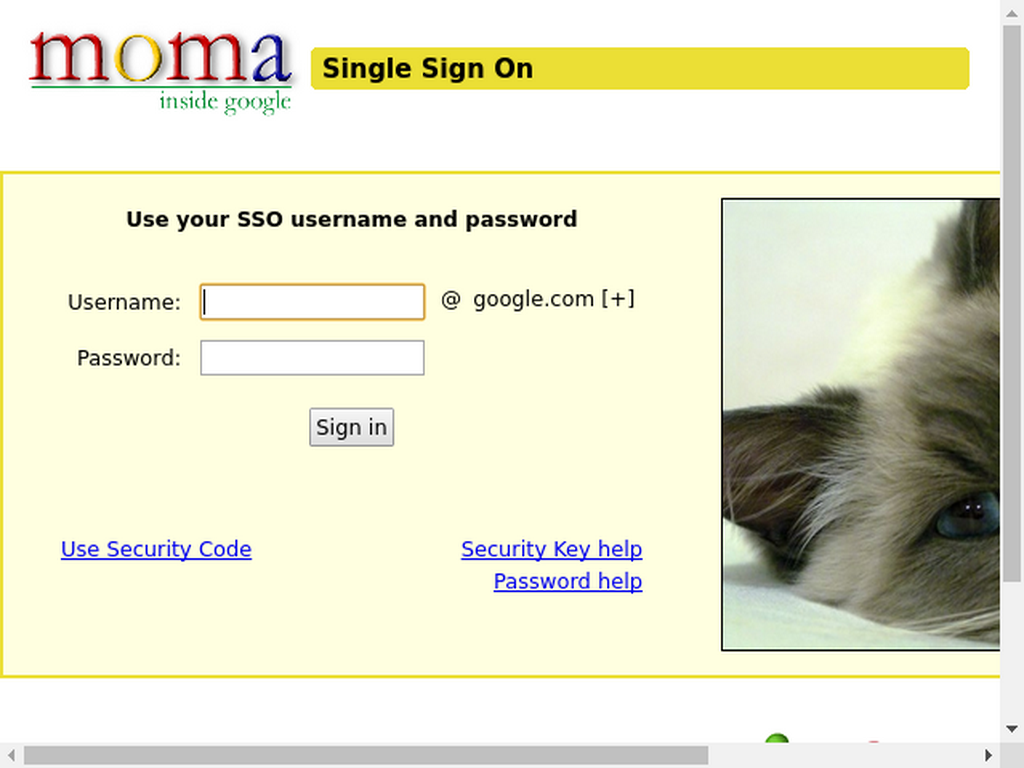 moma
inside google
Single Sign On
Use your SSO username and password
Username: @ google.com [+]
Password:
Sign in
Use Security Code
Security Key help
Password help